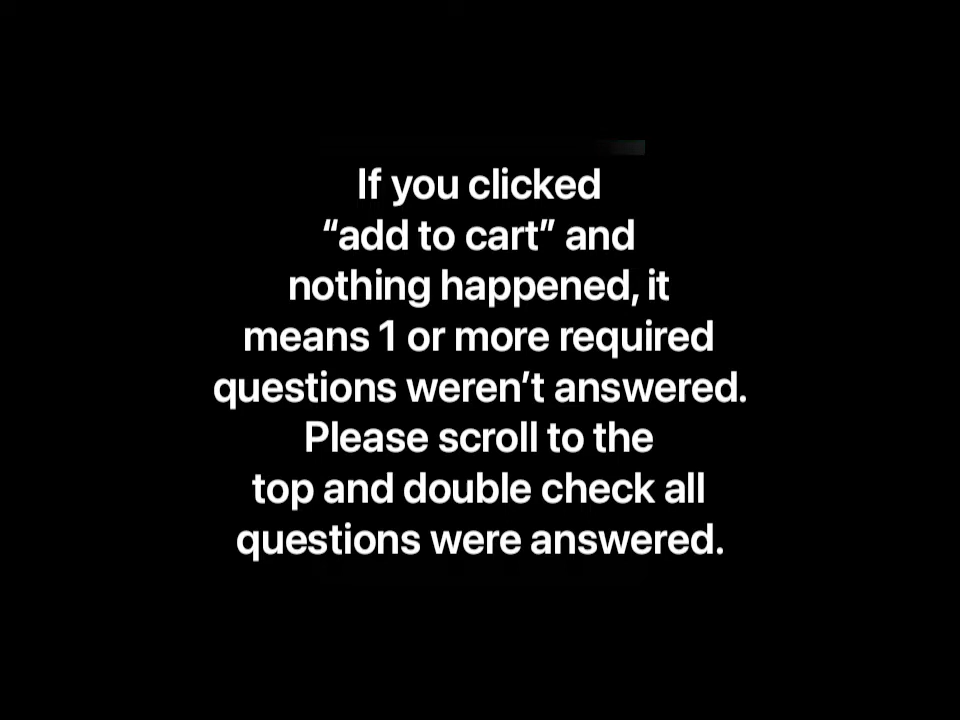 If you clicked
“add to cart” and
nothing happened, it
means 1 or more required
questions weren’t answered.
Please scroll to the
top and double check all
questions were answered.